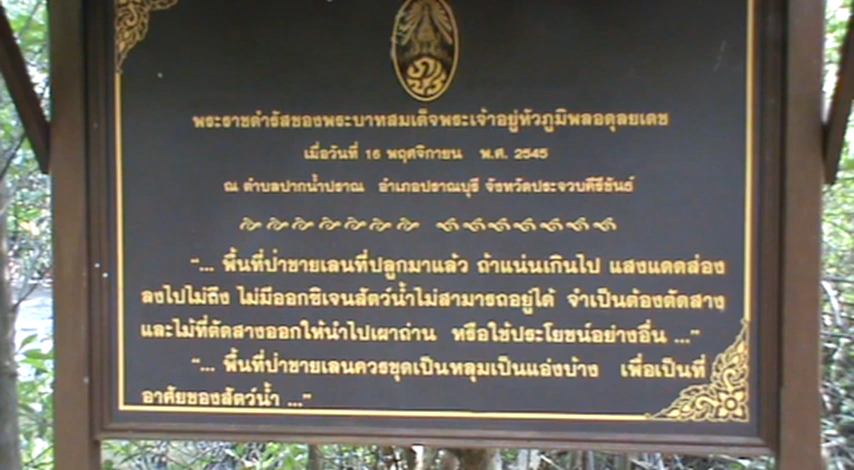 พระราชดำรัสของพระบาทสมเด็จพระเจ้าอยู่หัวภูมิพลอดุลยเดช
เมื่อวันที่ 16 พฤศจิกายน พ.ศ. 2545
ณ ตำบลปากน้ำปราณ อำเภอปราณบุรี จังหวัดประจวบคีรีขันธ์
"... พื้นที่ป่าชายเลนที่ปลูกมาแล้ว ถ้าแน่นเกินไป แสงแดดส่อง
ลงไปไม่ถึง ไม่มีออกซิเจนสัตว์น้ำไม่สามารถอยู่ได้ จำเป็นต้องตัดสาง
และไม้ที่ตัดสางออกให้นำไปเผาถ่าน หรือใช้ประโยชน์อย่างอื่น ..."
"... พื้นที่ป่าชายเลนควรขุดเป็นหลุมเป็นแอ่งบ้าง เพื่อเป็นที่
อาศัยของสัตว์น้ำ ..."